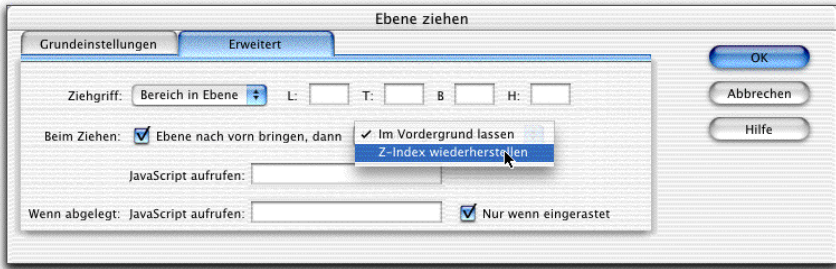 Ebene ziehen
Grundeinstellungen Erweitert
OK
Ziehgriff: Bereich in Ebene L: T: B H:
Abbrechen
Beim Ziehen: Ebene nach vorn bringen, dann ✓ Im Vordergrund lassen
Hilfe
Z-Index wiederherstellen
JavaScript aufrufen:
Wenn abgelegt: JavaScript aufrufen: Nur wenn eingerastet